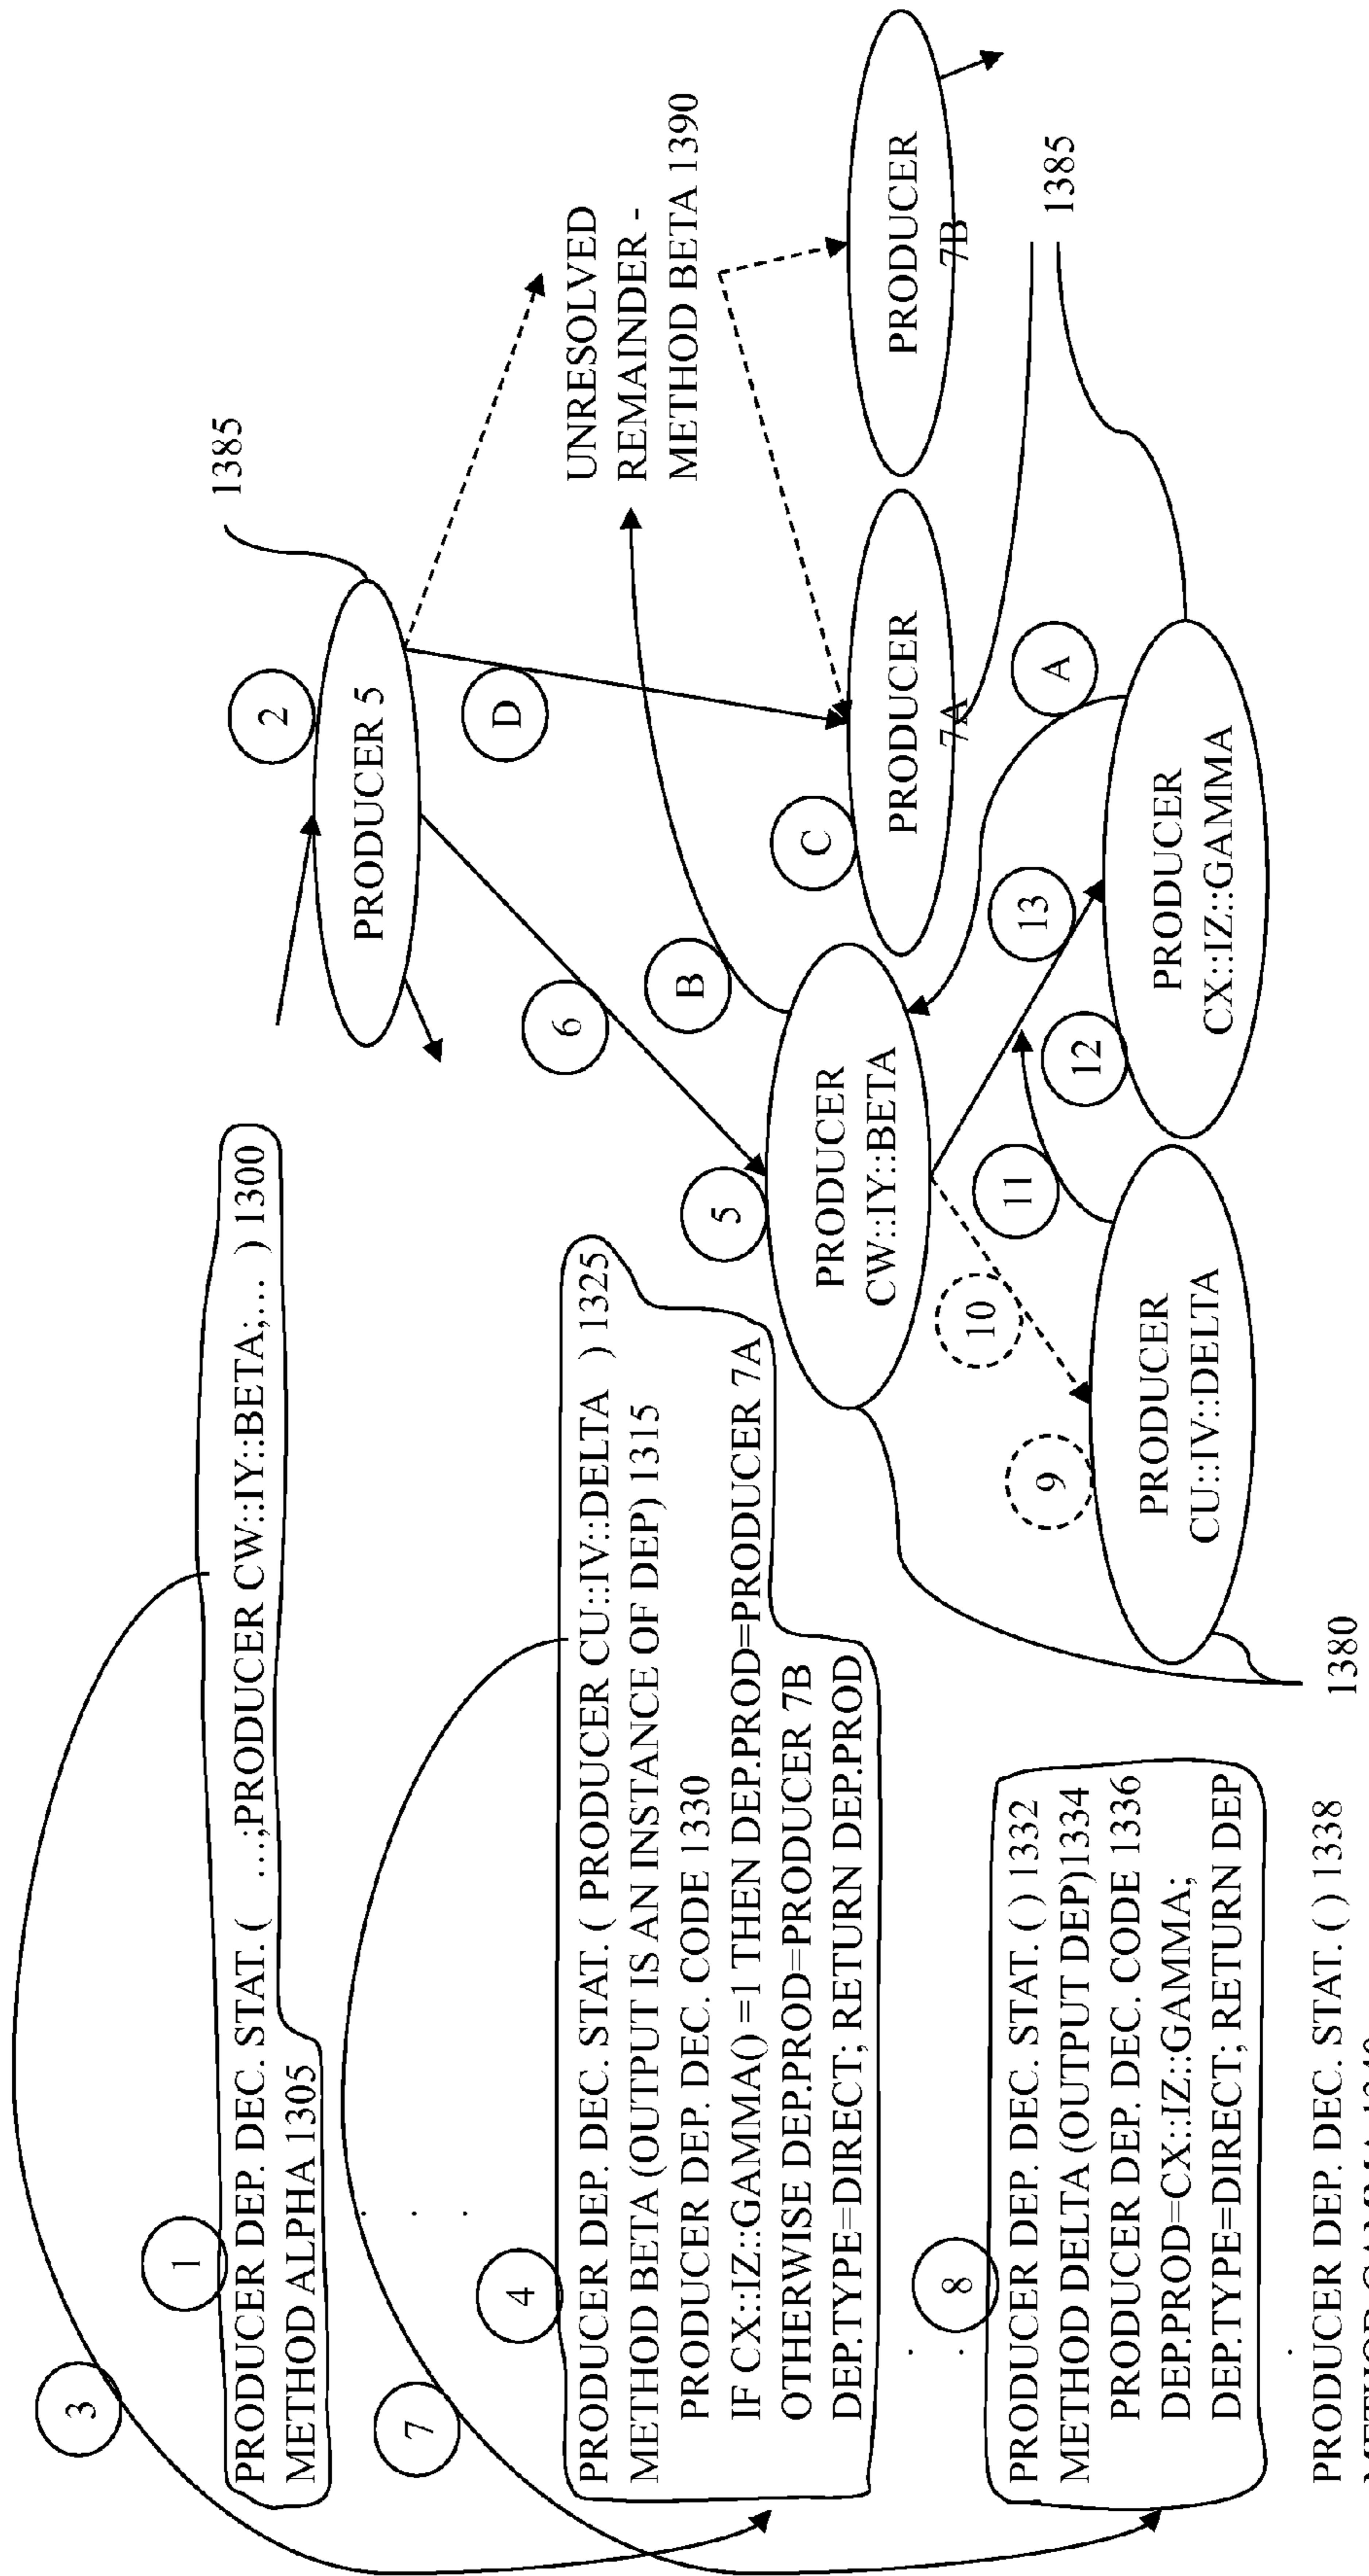 3
1
PRODUCER DEP. DEC. STAT. ( ...;PRODUCER CW::IY::BETA;... ) 1300
METHOD ALPHA 1305
7
4
PRODUCER DEP. DEC. STAT. ( PRODUCER CU::IV::DELTA ) 1325
METHOD BETA (OUTPUT IS AN INSTANCE OF DEP) 1315
PRODUCER DEP. DEC. CODE 1330
IF CX::IZ::GAMMA() =1 THEN DEP.PROD=PRODUCER 7A
OTHERWISE DEP.PROD=PRODUCER 7B
DEP.TYPE=DIRECT; RETURN DEP.PROD
8
PRODUCER DEP. DEC. STAT. ( ) 1332
METHOD DELTA (OUTPUT DEP)1334
PRODUCER DEP. DEC. CODE 1336
DEP.PROD=CX::IZ::GAMMA;
DEP.TYPE=DIRECT; RETURN DEP
PRODUCER DEP. DEC. STAT. ( ) 1338
1385
2
PRODUCER 5
D
6
B
UNRESOLVED
REMAINDER -
METHOD BETA 1390
5
PRODUCER
CW::IY::BETA
C
PRODUCER
7A
PRODUCER
7B
1385
10
11
13
A
9
12
PRODUCER
CU::IV::DELTA
PRODUCER
CX::IZ::GAMMA
1380